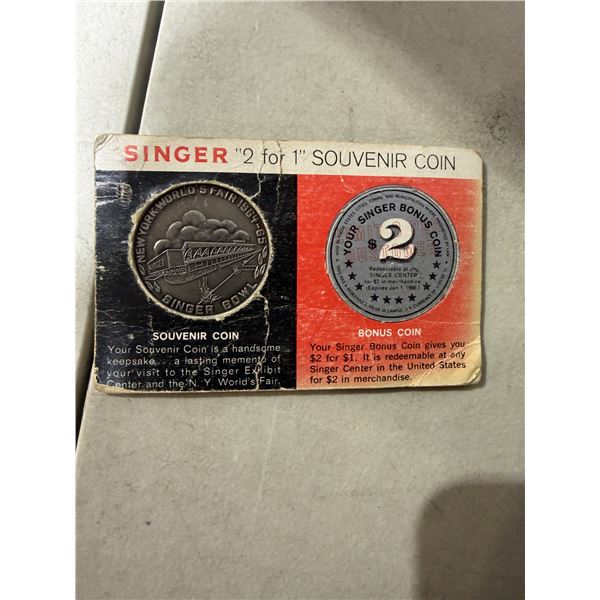 SINGER "2 for 1" SOUVENIR COIN
NEW YORK WORLD'S FAIR 1964-65
SINGER BOWL
SOUVENIR COIN
Your Souvenir Coin is a handsome
keepsake. . . a lasting memento of
your visit to the Singer Exhibit
Center and the N. Y. World's Fair.
YOUR SINGER BONUS COIN
$2
Redeemable at any
SINGER CENTER
for $2 in merchandise
(Expires Jan 1, 1966)
BONUS COIN
Your Singer Bonus Coin gives you
$2 for $1. It is redeemable at any
Singer Center in the United States
for $2 in merchandise.